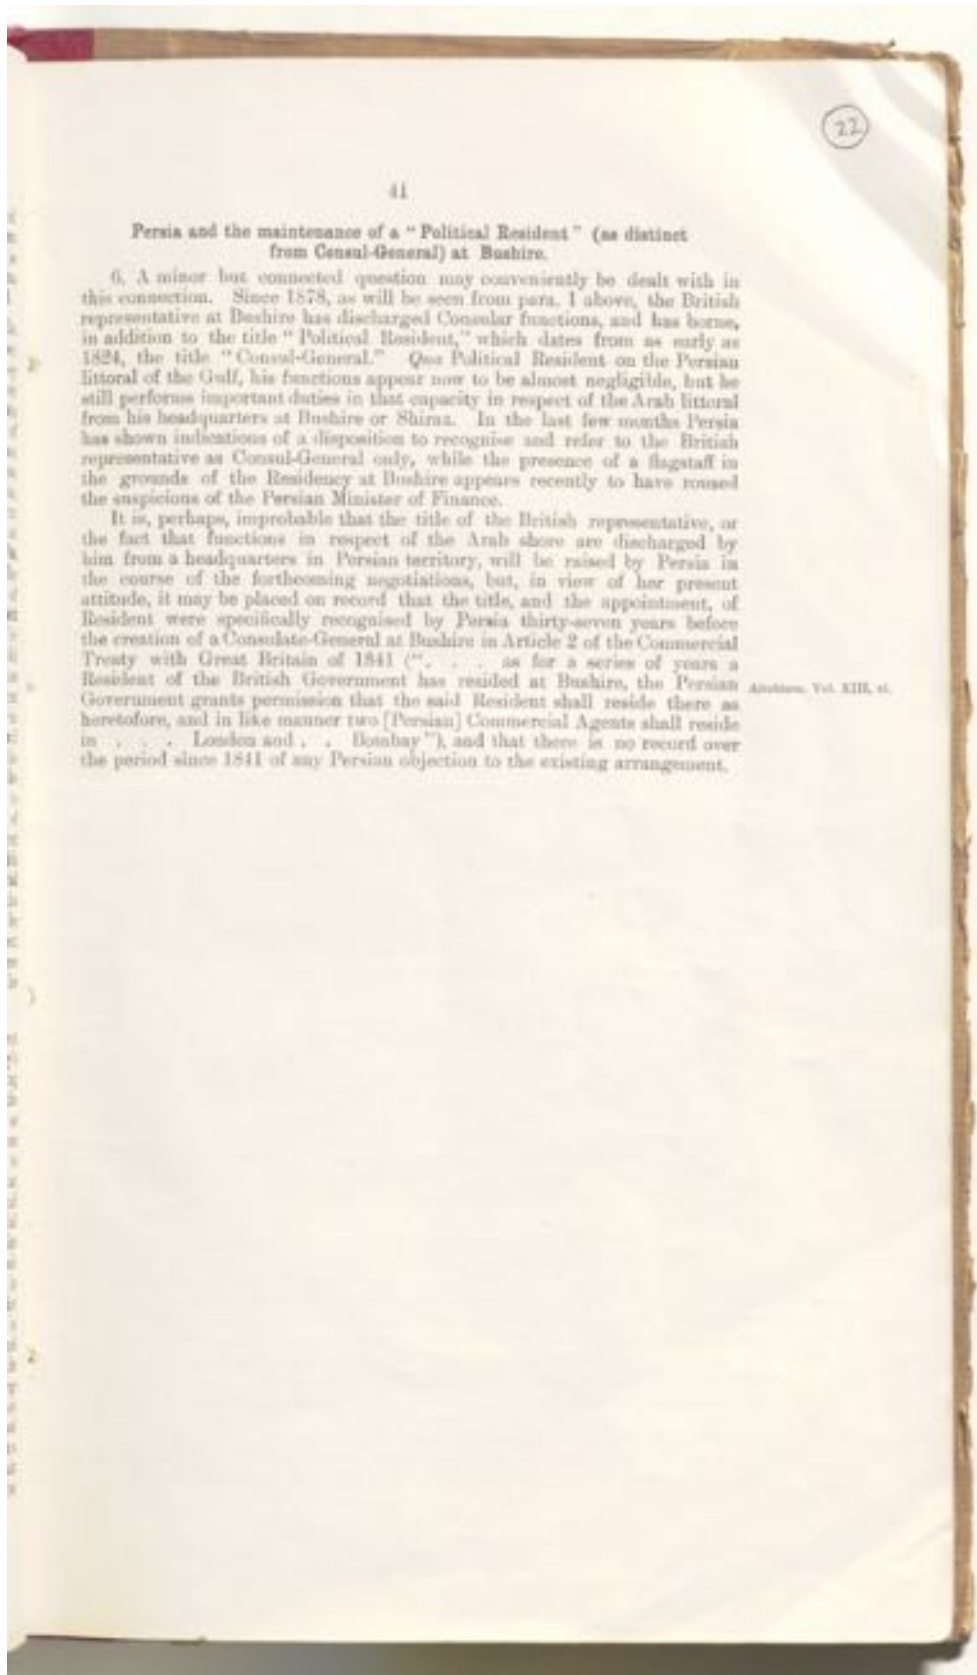 22
41
Persia and the maintenance of a “Political Resident” (as distinct
from Consul-General) at Bushire.
6. A minor but connected question may conveniently be dealt with in
this connection. Since 1878, as will be seen from para. 1 above, the British
representative at Bushire has discharged Consular functions, and has borne,
in addition to the title “Political Resident,” which dates from as early as
1824, the title “Consul-General.” Qua Political Resident on the Persian
littoral of the Gulf, his functions appear now to be almost negligible, but he
still performs important duties in that capacity in respect of the Arab littoral
from his headquarters at Bushire or Shiraz. In the last few months Persia
has shown indications of a disposition to recognise and refer to the British
representative as Consul-General only, while the presence of a flagstaff in
the grounds of the Residency at Bushire appears recently to have roused
the suspicions of the Persian Minister of Finance.
It is, perhaps, improbable that the title of the British representative, or
the fact that functions in respect of the Arab shore are discharged by
him from a headquarters in Persian territory, will be raised by Persia in
the course of the forthcoming negotiations, but, in view of her present
attitude, it may be placed on record that the title, and the appointment, of
Resident were specifically recognised by Persia thirty-seven years before
the creation of a Consulate-General at Bushire in Article 2 of the Commercial
Treaty with Great Britain of 1841 (“. . . as for a series of years a
Resident of the British Government has resided at Bushire, the Persian
Aitchison, Vol. XIII,
Government grants permission that the said Resident shall reside there as
heretofore, and in like manner two [Persian] Commercial Agents shall reside
in . . . London and . . Bombay”), and that there is no record over
the period since 1841 of any Persian objection to the existing arrangement.